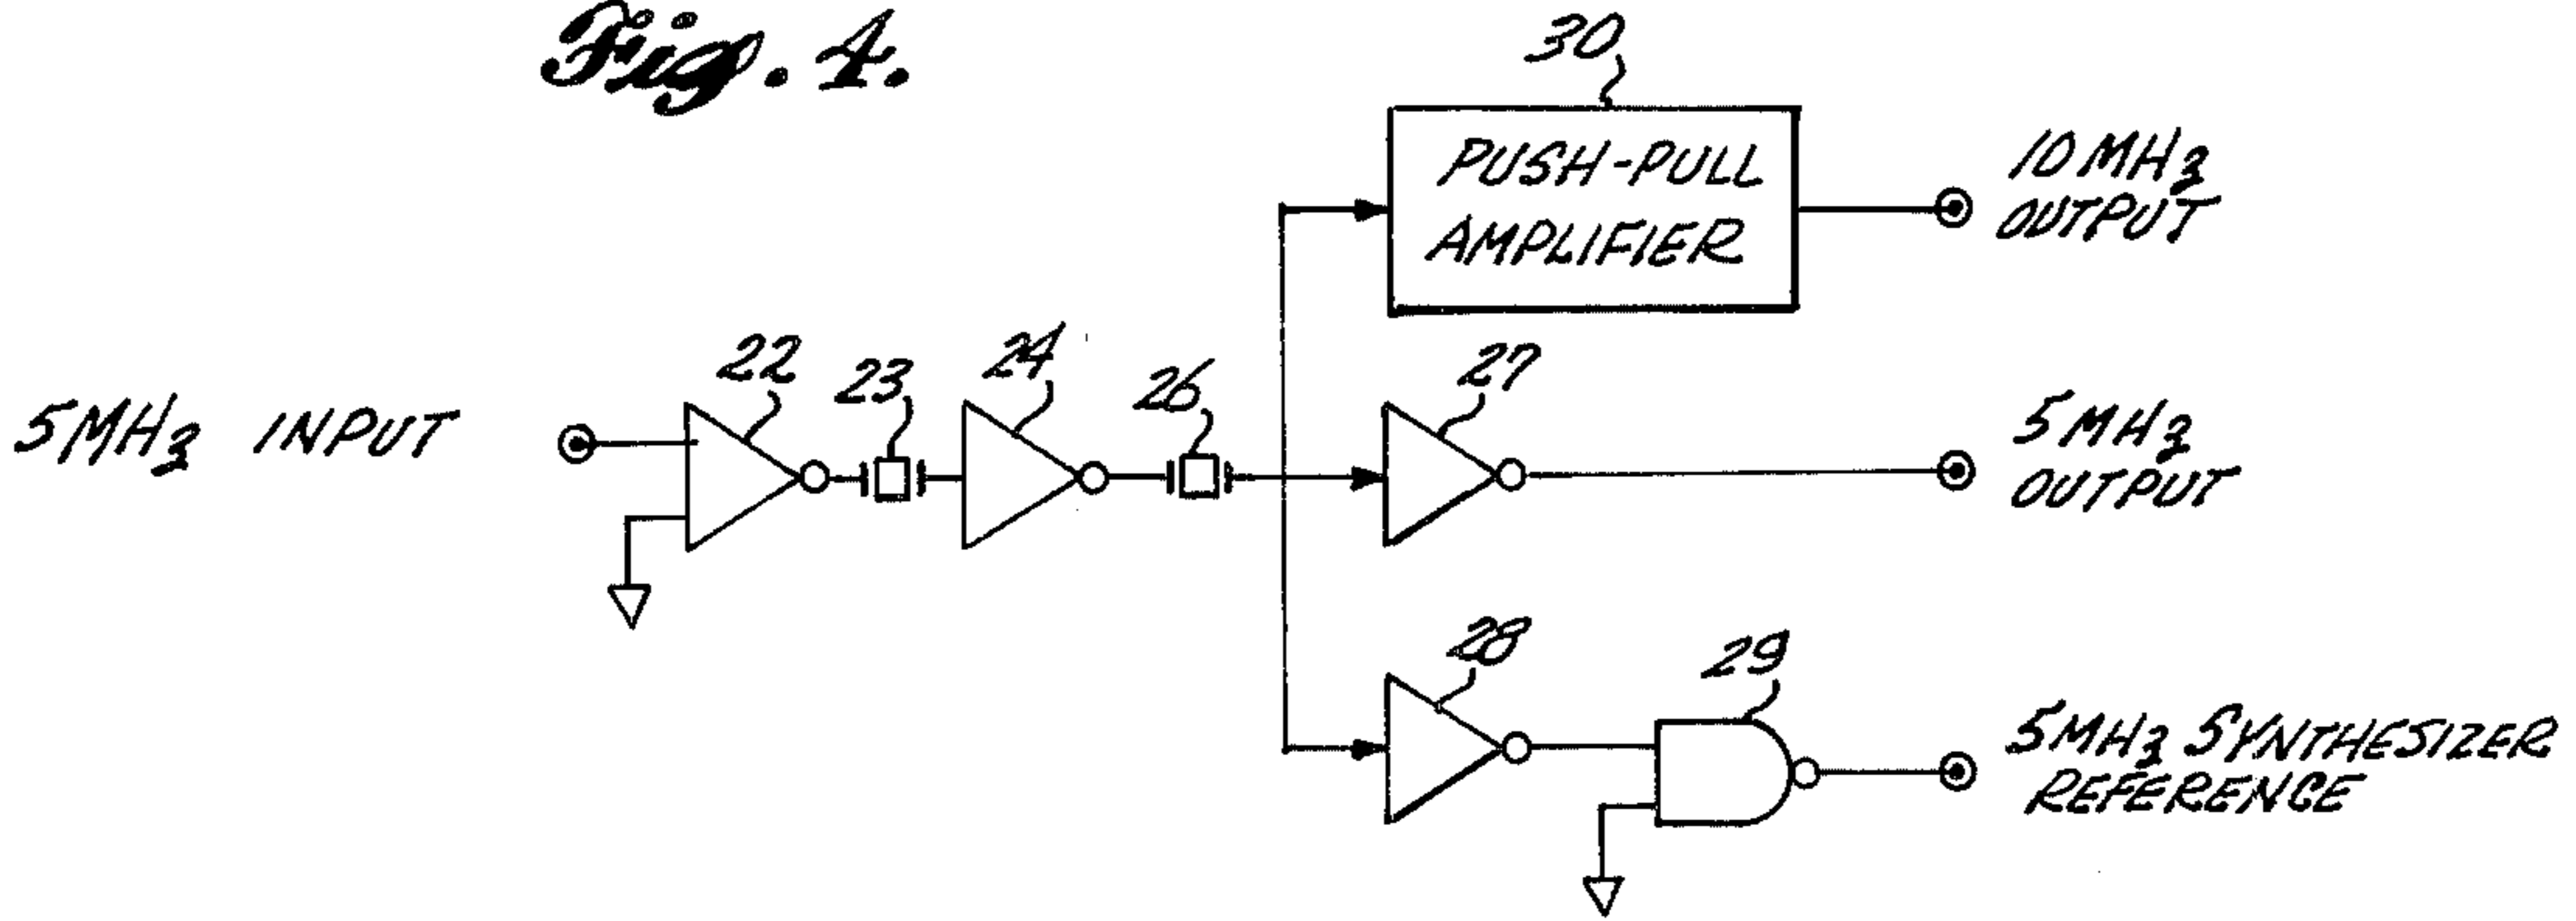 Fig. 4.
30
PUSH-PULL
AMPLIFIER
10 MHz
OUTPUT
5MHz INPUT
22
23
24
26
27
5 MHz
OUTPUT
28
29
5MHz SYNTHESIZER
REFERENCE